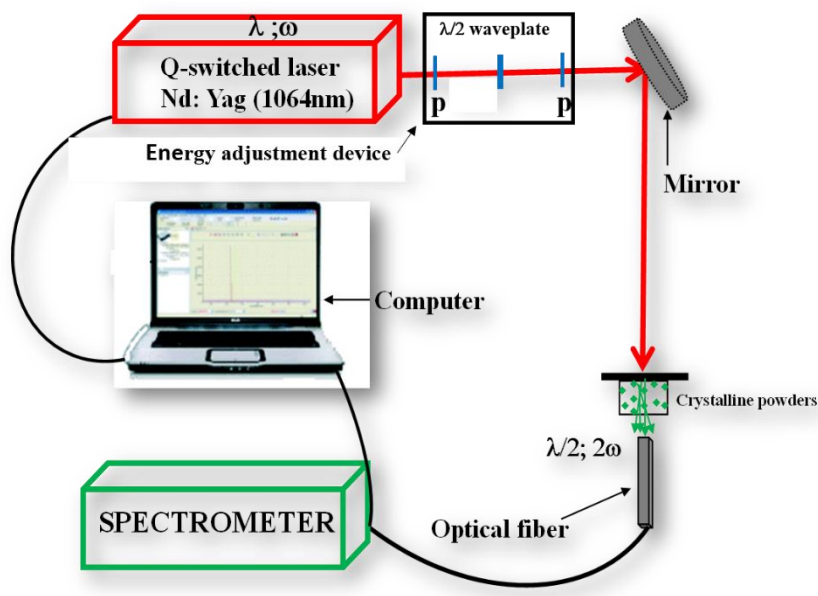 λ ;ω
Q-switched laser
Nd: Yag (1064nm)
λ/2 waveplate
p
p
Energy adjustment device
Mirror
Computer
Crystalline powders
λ/2; 2ω
SPECTROMETER
Optical fiber